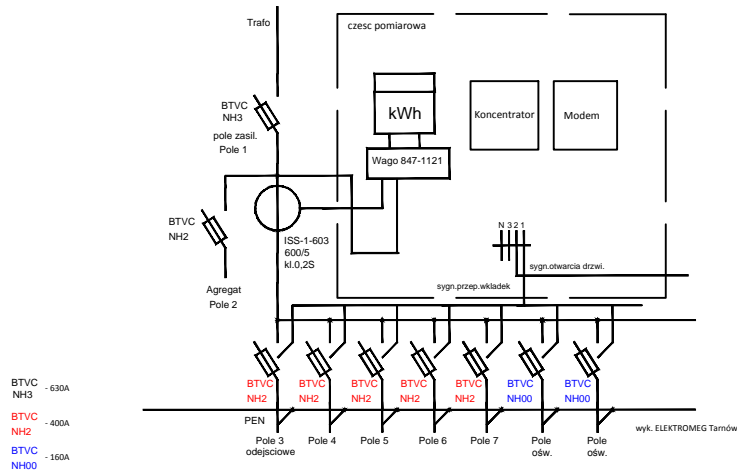 Trafo
czesc pomiarowa
BTVC
NH3
pole zasil.
Pole 1
kWh
Koncentrator
Modem
Wago 847-1121
BTVC
NH2
ISS-1-603
600/5
kl.0,2S
N 3 2 1
sygn.otwarcia drzwi.
sygn.przep.wkladek
Agregat
Pole 2
BTVC
NH2
BTVC
NH2
BTVC
NH2
BTVC
NH2
BTVC
NH2
BTVC
NH00
BTVC
NH00
BTVC
NH3
- 630A
BTVC
NH2
- 400A
BTVC
NH00
- 160A
PEN
Pole 3
odejsciowe
Pole 4
Pole 5
Pole 6
Pole 7
Pole
ośw.
Pole
ośw.
wyk. ELEKTROMEG Tarnów